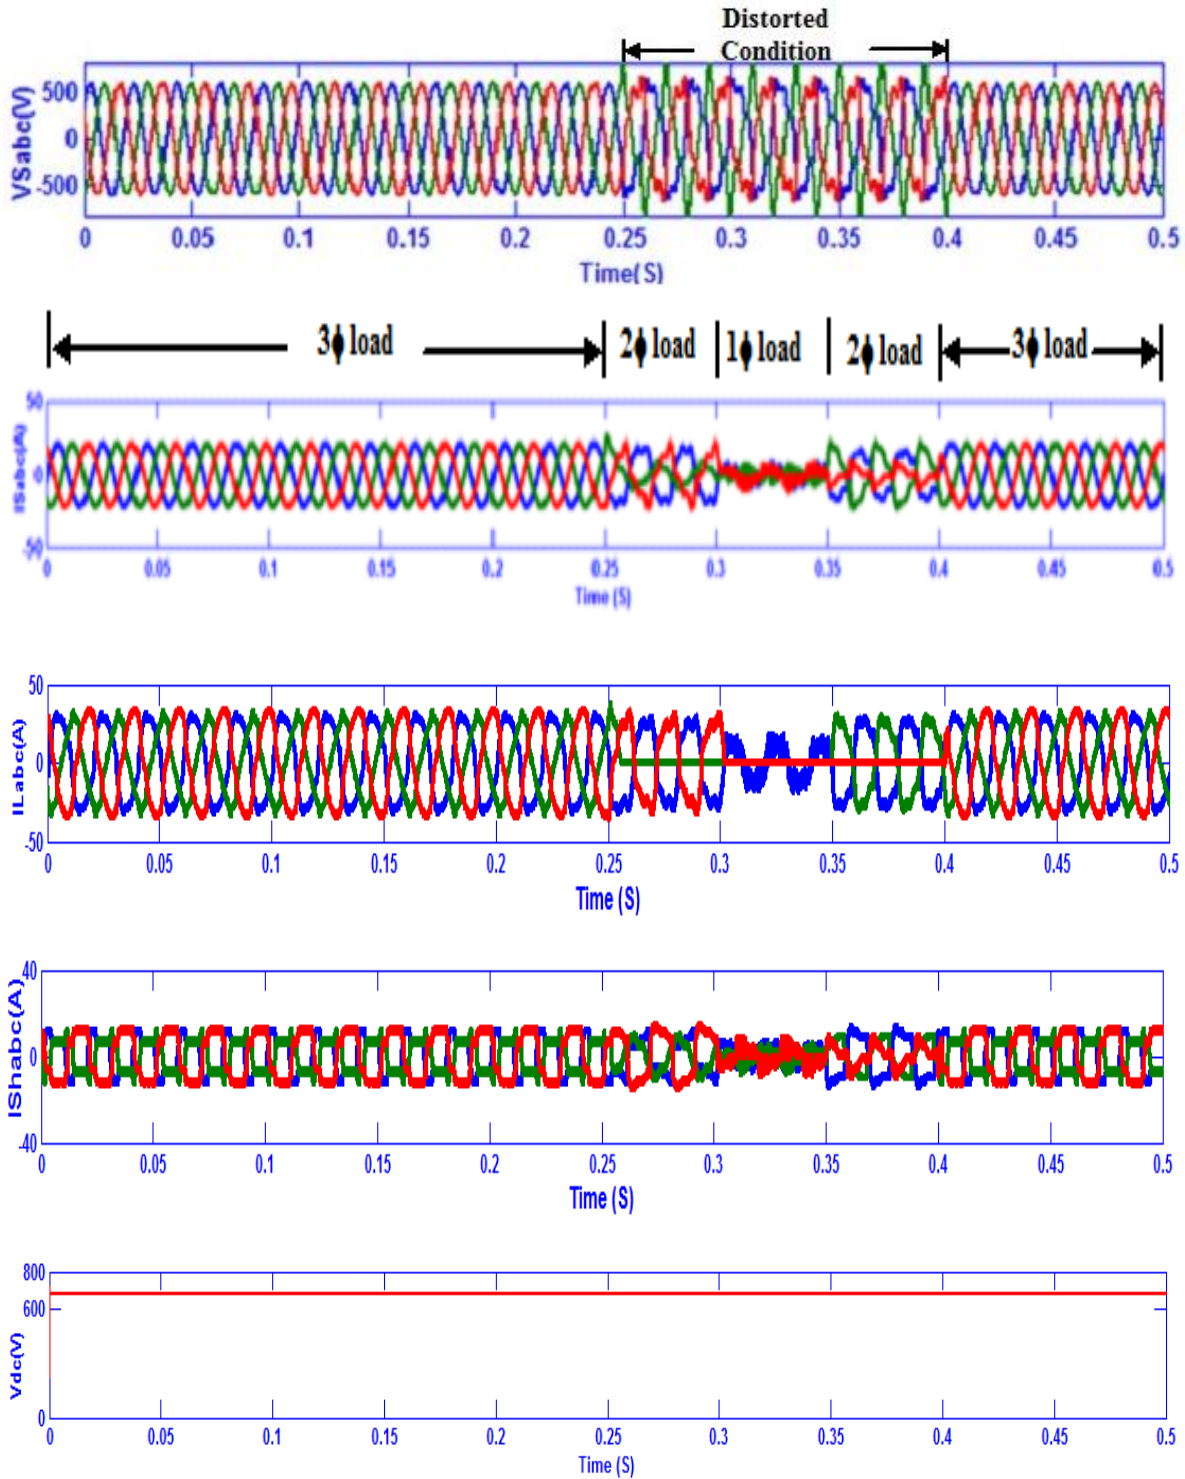 Distorted
Condition
VSabc(V)
500
0
-500
0 0.05 0.1 0.15 0.2 0.25 0.3 0.35 0.4 0.45 0.5
Time(S)
3ϕ load 2ϕ load 1ϕ load 2ϕ load 3ϕ load
ISabc(A)
50
0
-50
0.05 0.1 0.15 0.2 0.25 0.3 0.35 0.4 0.45 0.5
Time (S)
ILabc(A)
50
0
-50
0 0.05 0.1 0.15 0.2 0.25 0.3 0.35 0.4 0.45 0.5
Time (S)
IShabc(A)
40
0
-40
0 0.05 0.1 0.15 0.2 0.25 0.3 0.35 0.4 0.45 0.5
Time (S)
Vdc(V)
800
600
0
0 0.05 0.1 0.15 0.2 0.25 0.3 0.35 0.4 0.45 0.5
Time (S)